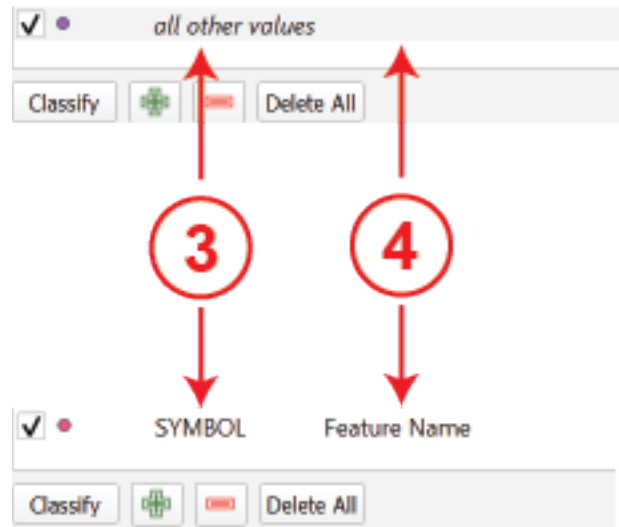 all other values
Classify Delete All
3 4
SYMBOL Feature Name
Classify Delete All